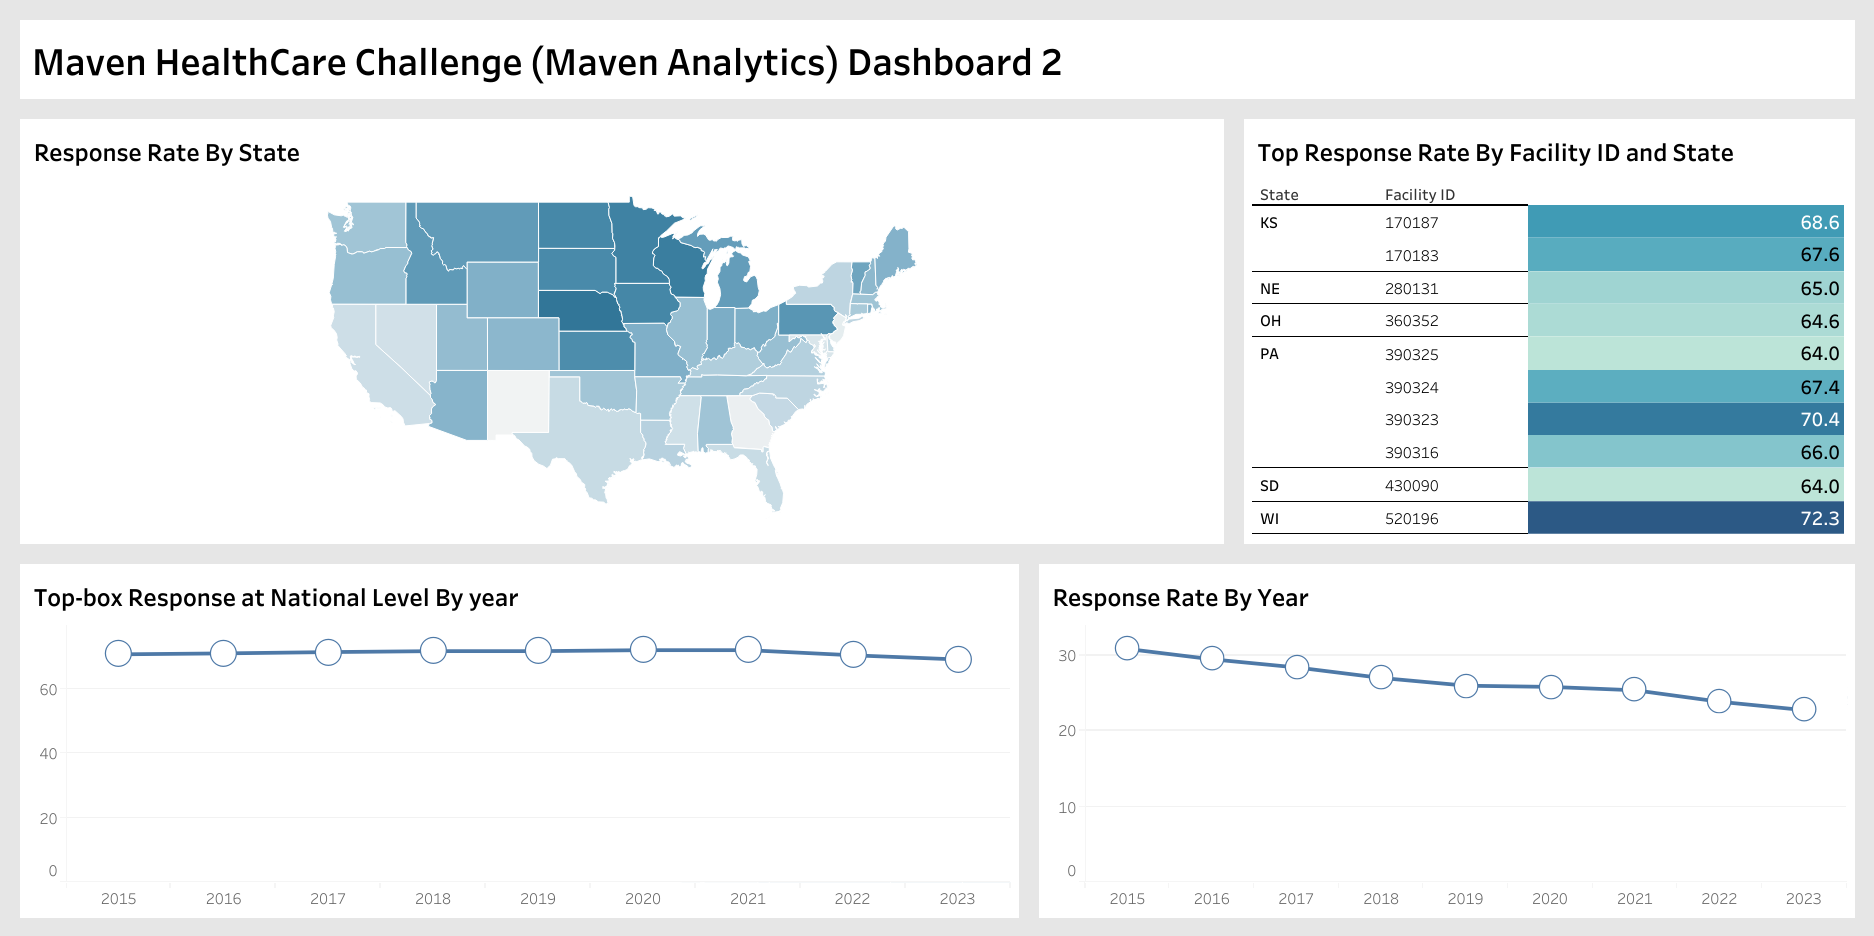 Maven HealthCare Challenge (Maven Analytics) Dashboard 2
Response Rate By State
Top Response Rate By Facility ID and State
State Facility ID
KS 170187 68.6
170183 67.6
NE 280131 65.0
OH 360352 64.6
PA 390325 64.0
390324 67.4
390323 70.4
390316 66.0
SD 430090 64.0
WI 520196 72.3
Top-box Response at National Level By year
60
40
20
0
2015 2016 2017 2018 2019 2020 2021 2022 2023
Response Rate By Year
30
20
10
0
2015 2016 2017 2018 2019 2020 2021 2022 2023